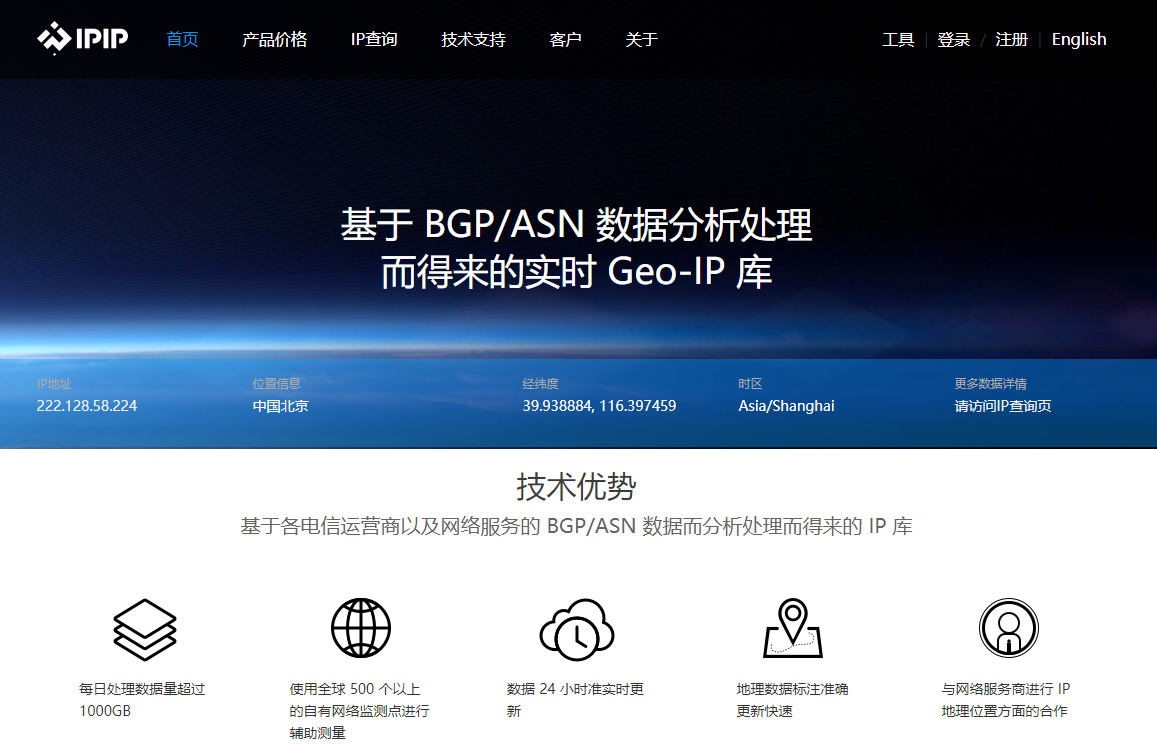 IPIP 首页 产品价格 IP查询 技术支持 客户 关于 工具 | 登录 / 注册 | English
基于 BGP/ASN 数据分析处理
而得来的实时 Geo-IP 库
IP地址 位置信息 经纬度 时区 更多数据详情
222.128.58.224 中国北京 39.938884, 116.397459 Asia/Shanghai 请访问IP查询页
技术优势
基于各电信运营商以及网络服务的 BGP/ASN 数据而分析处理而得来的 IP 库
每日处理数据量超过
1000GB
使用全球 500 个以上
的自有网络监测点进行
辅助测量
数据 24 小时准实时更
新
地理数据标注准确
更新快速
与网络服务商进行 IP
地理位置方面的合作